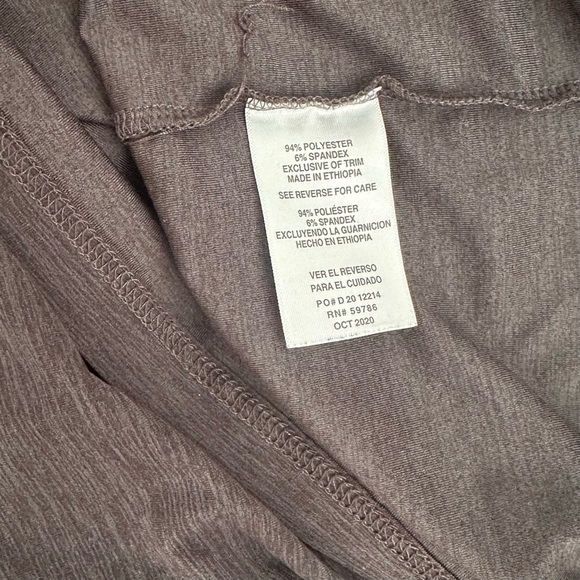 94% POLYESTER
6% SPANDEX
EXCLUSIVE OF TRIM
MADE IN ETHIOPIA
SEE REVERSE FOR CARE
94% POLIÉSTER
6% SPANDEX
EXCLUYENDO LA GUARNICION
HECHO EN ETHIOPIA
VER EL REVERSO
PARA EL CUIDADO
PO# D 20 12214
RN# 59786
OCT 2020